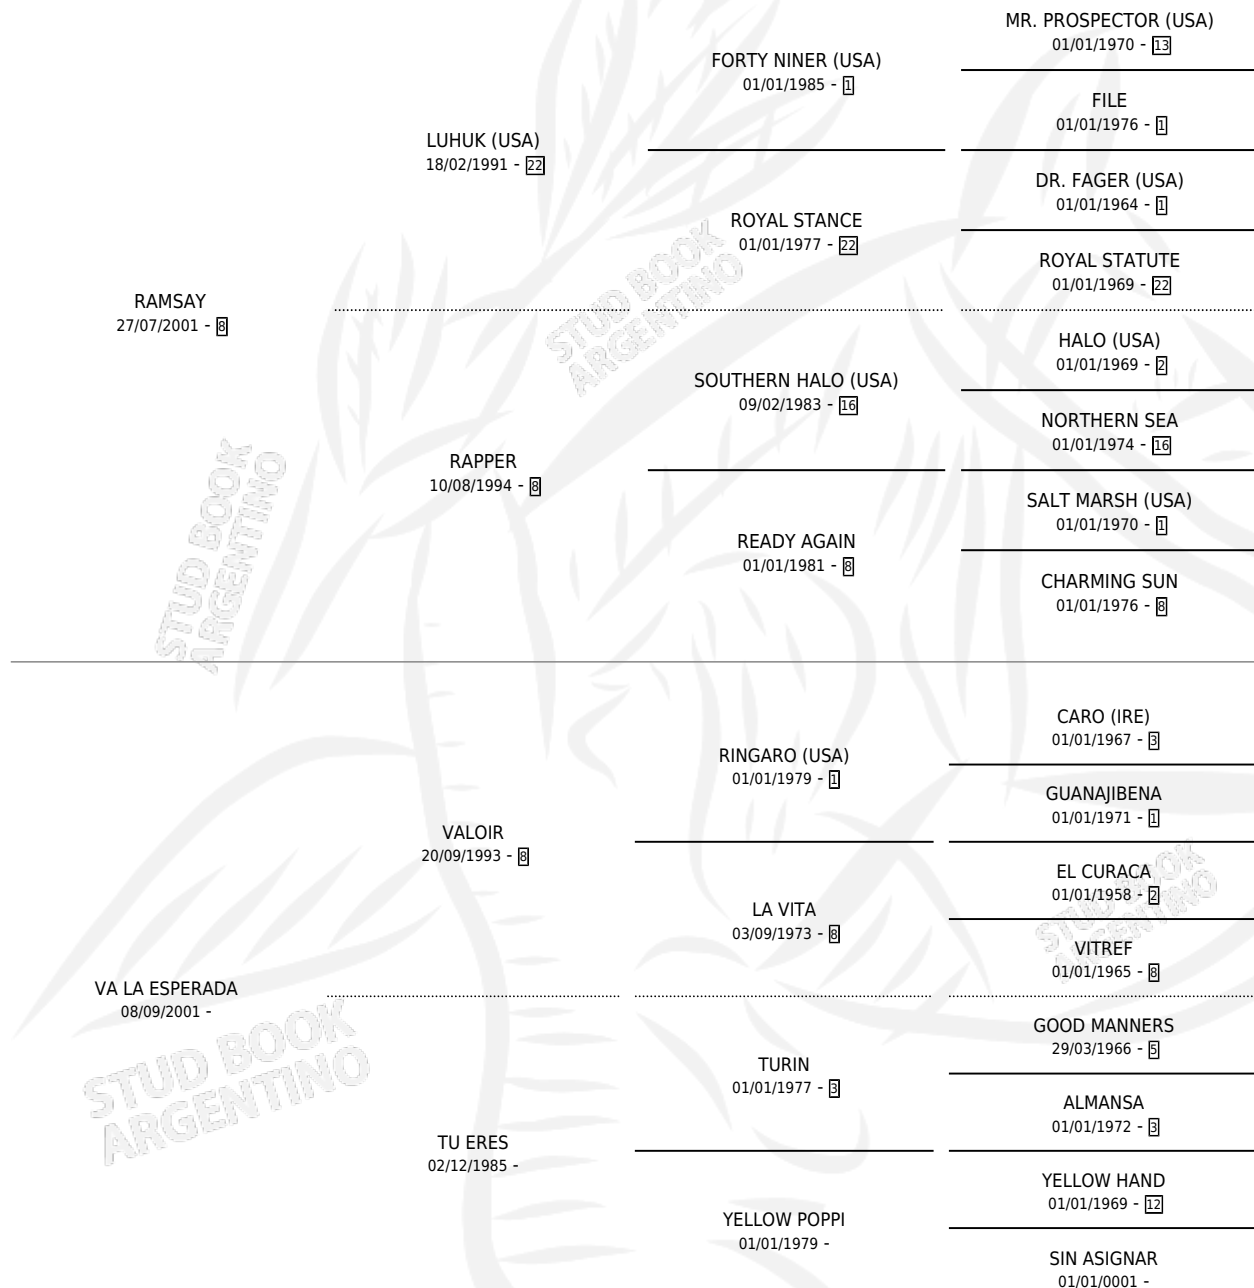 MR. PROSPECTOR (USA)
01/01/1970 - 13
FORTY NINER (USA)
01/01/1985 - 1
FILE
01/01/1976 - 1
LUHUK (USA)
18/02/1991 - 22
DR. FAGER (USA)
01/01/1964 - 1
ROYAL STANCE
01/01/1977 - 22
ROYAL STATUTE
01/01/1969 - 22
RAMSAY
27/07/2001 - 8
HALO (USA)
01/01/1969 - 2
SOUTHERN HALO (USA)
09/02/1983 - 16
NORTHERN SEA
01/01/1974 - 16
RAPPER
10/08/1994 - 8
SALT MARSH (USA)
01/01/1970 - 1
READY AGAIN
01/01/1981 - 8
CHARMING SUN
01/01/1976 - 8
CARO (IRE)
01/01/1967 - 3
RINGARO (USA)
01/01/1979 - 1
GUANAJIBENA
01/01/1971 - 1
VALOIR
20/09/1993 - 8
EL CURACA
01/01/1958 - 2
LA VITA
03/09/1973 - 8
VITREF
01/01/1965 - 8
VA LA ESPERADA
08/09/2001 -
GOOD MANNERS
29/03/1966 - 5
TURIN
01/01/1977 - 3
ALMANSA
01/01/1972 - 3
TU ERES
02/12/1985 -
YELLOW HAND
01/01/1969 - 12
YELLOW POPPI
01/01/1979 -
SIN ASIGNAR
01/01/0001 -
STUD BOOK
ARGENTINO
STUD BOOK
ARGENTINO
STUD BOOK
ARGENTINO
STUD BOOK
ARGENTINO